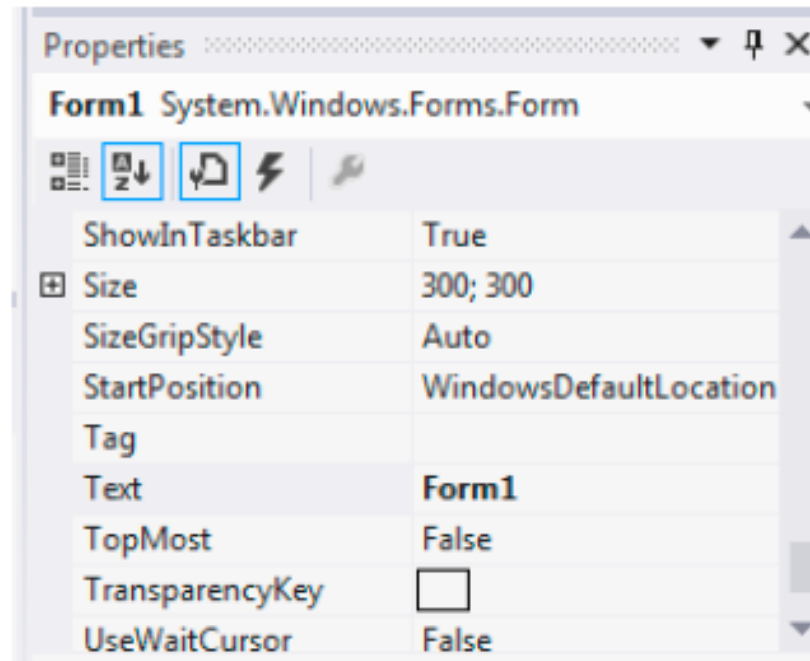 Properties
Form1 System.Windows.Forms.Form
ShowInTaskbar True
Size 300; 300
SizeGripStyle Auto
StartPosition WindowsDefaultLocation
Tag
Text Form1
TopMost False
TransparencyKey
UseWaitCursor False